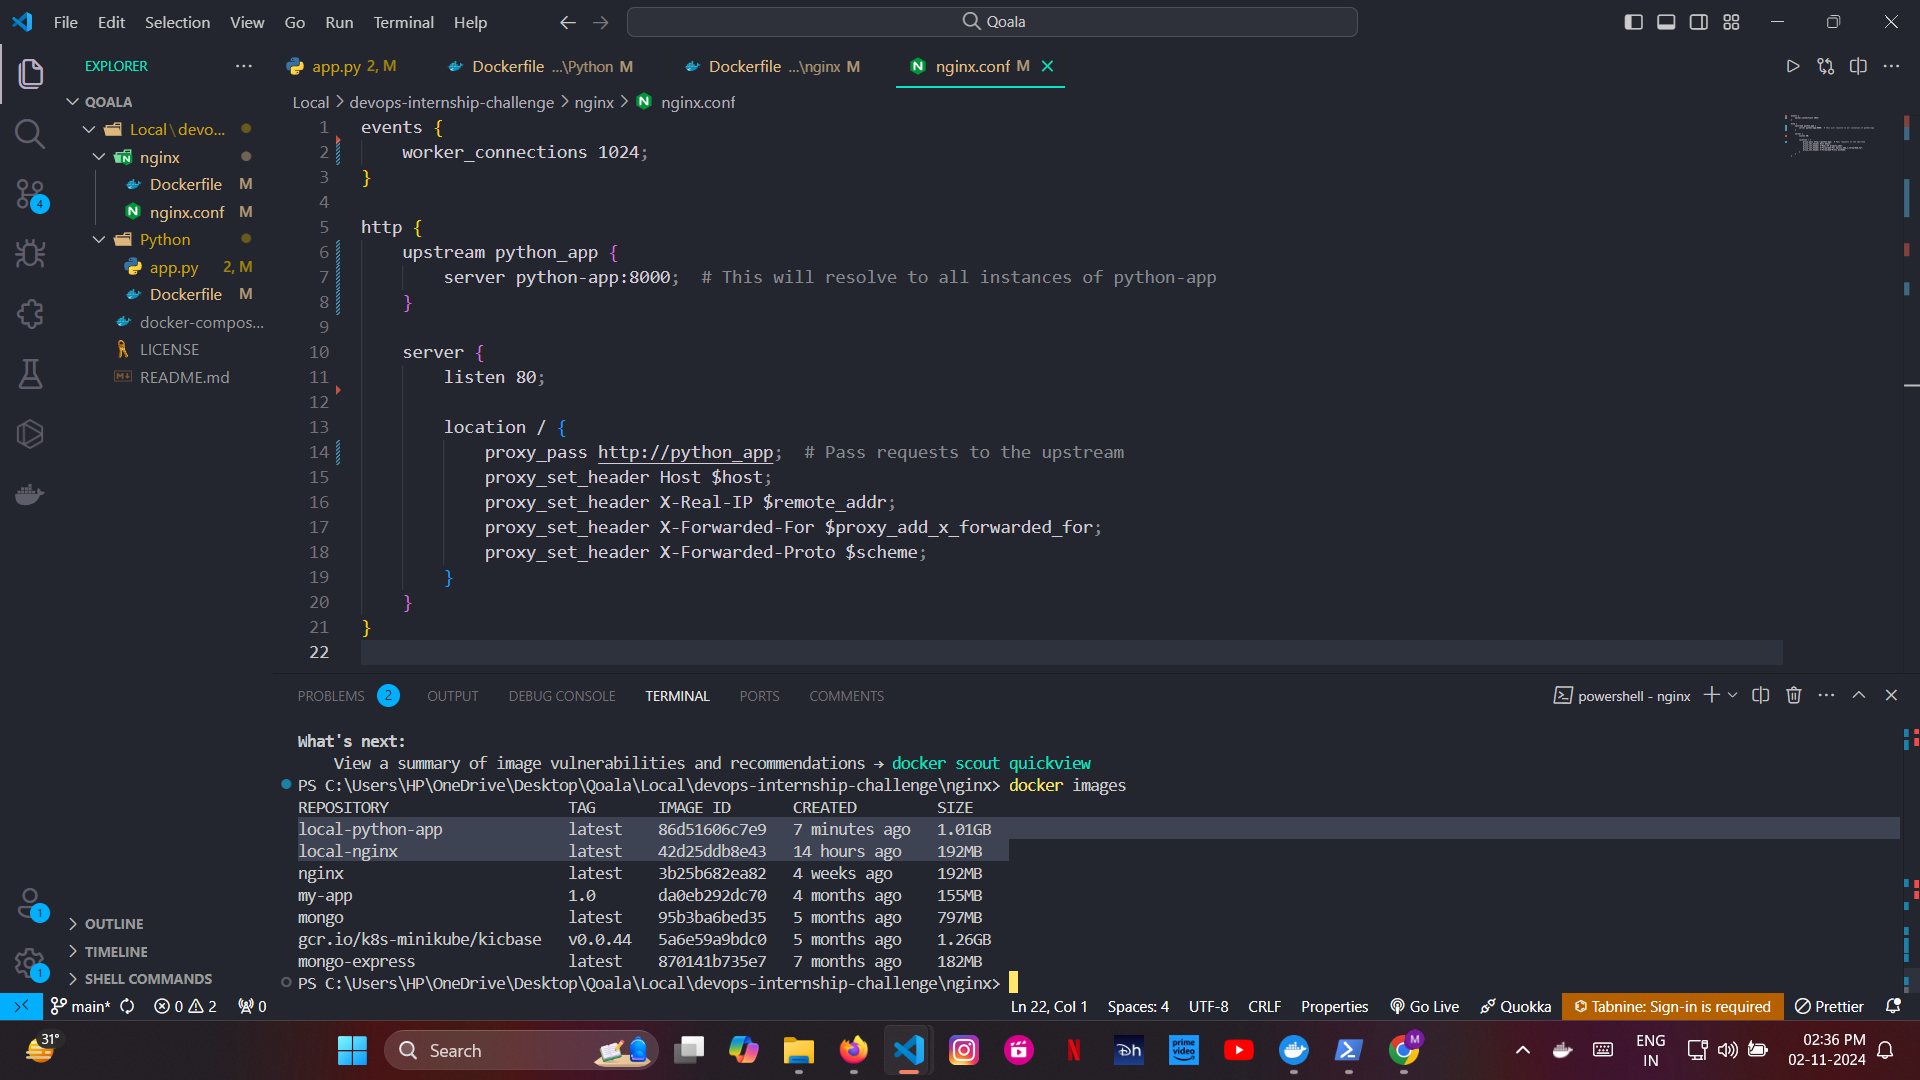 File Edit Selection View Go Run Terminal Help
Qoala
EXPLORER
app.py 2, M
Dockerfile ...\Python M
Dockerfile ...\nginx M
nginx.conf M
QOALA
Local\devo...
nginx
Dockerfile M
nginx.conf M
Python
app.py 2, M
Dockerfile M
docker-compos...
LICENSE
README.md
OUTLINE
TIMELINE
SHELL COMMANDS
4
1
1
Local > devops-internship-challenge > nginx > nginx.conf
1 events {
2 worker_connections 1024;
3 }
4
5 http {
6 upstream python_app {
7 server python-app:8000; # This will resolve to all instances of python-app
8 }
9
10 server {
11 listen 80;
12
13 location / {
14 proxy_pass http://python_app; # Pass requests to the upstream
15 proxy_set_header Host $host;
16 proxy_set_header X-Real-IP $remote_addr;
17 proxy_set_header X-Forwarded-For $proxy_add_x_forwarded_for;
18 proxy_set_header X-Forwarded-Proto $scheme;
19 }
20 }
21 }
22
PROBLEMS 2 OUTPUT DEBUG CONSOLE TERMINAL PORTS COMMENTS
powershell - nginx
What's next:
View a summary of image vulnerabilities and recommendations → docker scout quickview
PS C:\Users\HP\OneDrive\Desktop\Qoala\Local\devops-internship-challenge\nginx> docker images
REPOSITORY TAG IMAGE ID CREATED SIZE
local-python-app latest 86d51606c7e9 7 minutes ago 1.01GB
local-nginx latest 42d25ddb8e43 14 hours ago 192MB
nginx latest 3b25b682ea82 4 weeks ago 192MB
my-app 1.0 da0eb292dc70 4 months ago 155MB
mongo latest 95b3ba6bed35 5 months ago 797MB
gcr.io/k8s-minikube/kicbase v0.0.44 5a6e59a9bdc0 5 months ago 1.26GB
mongo-express latest 870141b735e7 7 months ago 182MB
PS C:\Users\HP\OneDrive\Desktop\Qoala\Local\devops-internship-challenge\nginx>
main* 0 2 0
Ln 22, Col 1 Spaces: 4 UTF-8 CRLF Properties Go Live Quokka Tabnine: Sign-in is required Prettier
31°
Search
prime video
M
ENG
IN
02:36 PM
02-11-2024